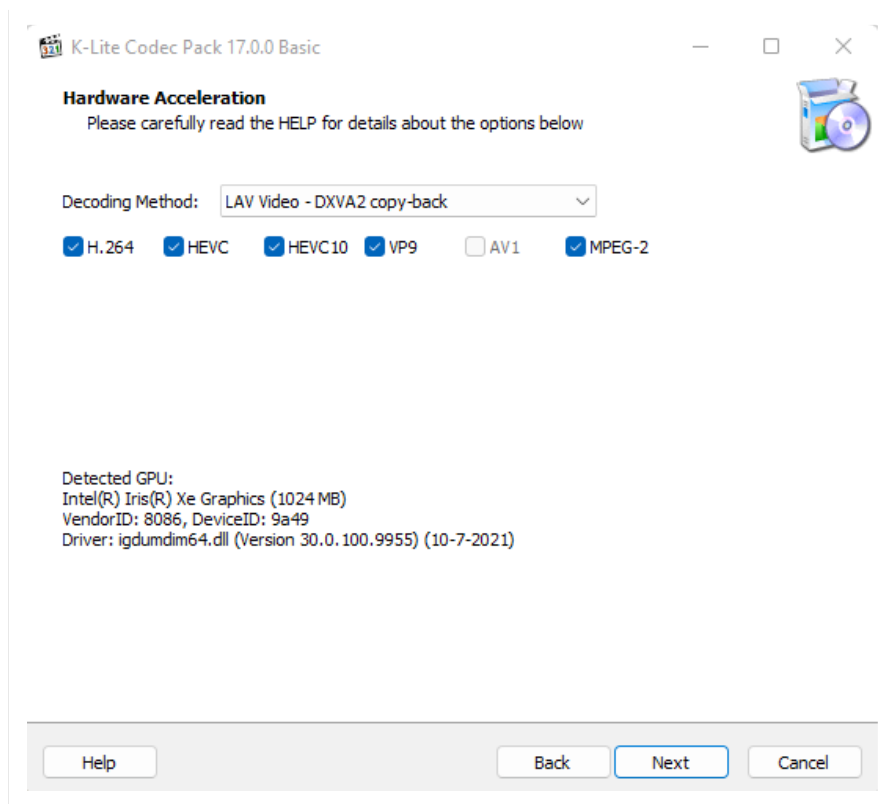 K-Lite Codec Pack 17.0.0 Basic
Hardware Acceleration
Please carefully read the HELP for details about the options below
Decoding Method: LAV Video - DXVA2 copy-back
H.264 HEVC HEVC10 VP9 AV1 MPEG-2
Detected GPU:
Intel(R) Iris(R) Xe Graphics (1024 MB)
VendorID: 8086, DeviceID: 9a49
Driver: igdumdim64.dll (Version 30.0.100.9955) (10-7-2021)
Help Back Next Cancel